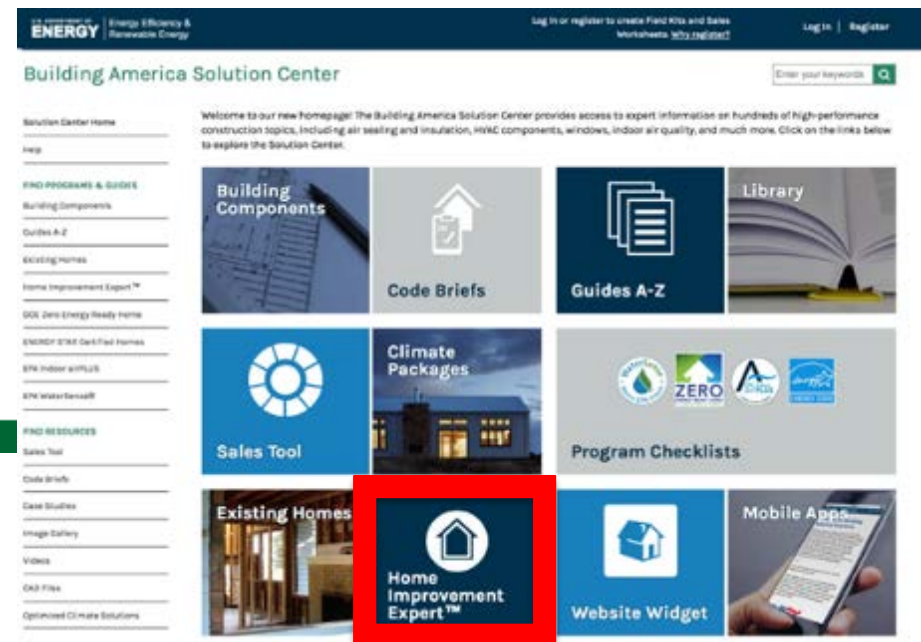 U.S. DEPARTMENT OF
ENERGY
Energy Efficiency &
Renewable Energy
Log in or register to create Field Kits and Sales
Worksheets. Why register?
Log In | Register
Building America Solution Center
Enter your keywords
Solution Center Home
Help
FIND PROGRAMS & GUIDES
Building Components
Guides A-Z
Existing Homes
Home Improvement Expert™
DOE Zero Energy Ready Home
ENERGY STAR Certified Homes
EPA Indoor airPLUS
EPA WaterSense®
FIND RESOURCES
Sales Tool
Code Briefs
Case Studies
Image Gallery
Videos
CAD Files
Optimized Climate Solutions
Welcome to our new homepage! The Building America Solution Center provides access to expert information on hundreds of high-performance
construction topics, including air sealing and insulation, HVAC components, windows, indoor air quality, and much more. Click on the links below
to explore the Solution Center.
Building
Components
Code Briefs
Guides A-Z
Library
Sales Tool
Climate
Packages
ZERO
Program Checklists
Existing Homes
Home
Improvement
Expert™
Website Widget
Mobile Apps